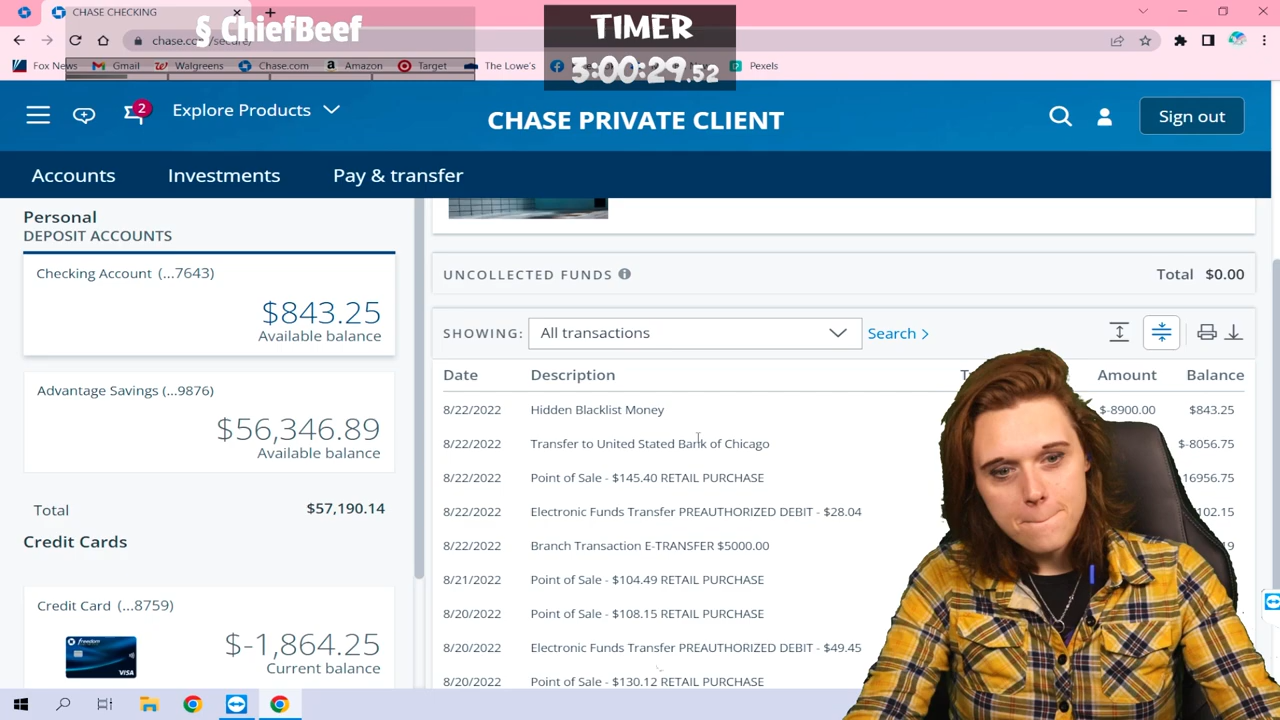 CHASE CHECKING
§ ChiefBeef
TIMER
3:00:29.52
Fox News Gmail Walgreens Chase.com Amazon Target The Lowe's Pexels
2
Explore Products
CHASE PRIVATE CLIENT
Sign out
Accounts Investments Pay & transfer
Personal
DEPOSIT ACCOUNTS
Checking Account (...7643)
$843.25
Available balance
Advantage Savings (...9876)
$56,346.89
Available balance
Total $57,190.14
Credit Cards
Credit Card (...8759)
freedom
VISA
$-1,864.25
Current balance
UNCOLLECTED FUNDS Total $0.00
SHOWING: All transactions Search >
Date Description Amount Balance
8/22/2022 Hidden Blacklist Money $-8900.00 $843.25
8/22/2022 Transfer to United Stated Bank of Chicago $-8056.75
8/22/2022 Point of Sale - $145.40 RETAIL PURCHASE 16956.75
8/22/2022 Electronic Funds Transfer PREAUTHORIZED DEBIT - $28.04
8/22/2022 Branch Transaction E-TRANSFER $5000.00
8/21/2022 Point of Sale - $104.49 RETAIL PURCHASE
8/20/2022 Point of Sale - $108.15 RETAIL PURCHASE
8/20/2022 Electronic Funds Transfer PREAUTHORIZED DEBIT - $49.45
8/20/2022 Point of Sale - $130.12 RETAIL PURCHASE